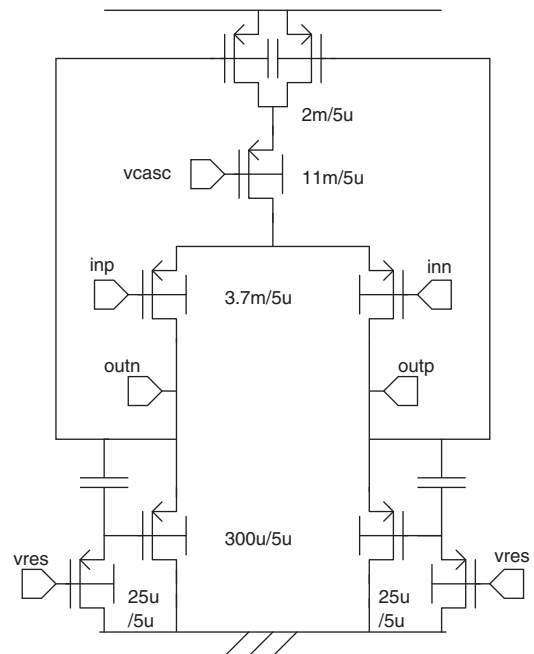 2m/5u
vcasc
11m/5u
inp
inn
3.7m/5u
outn
outp
300u/5u
vres
vres
25u
/5u
25u
/5u